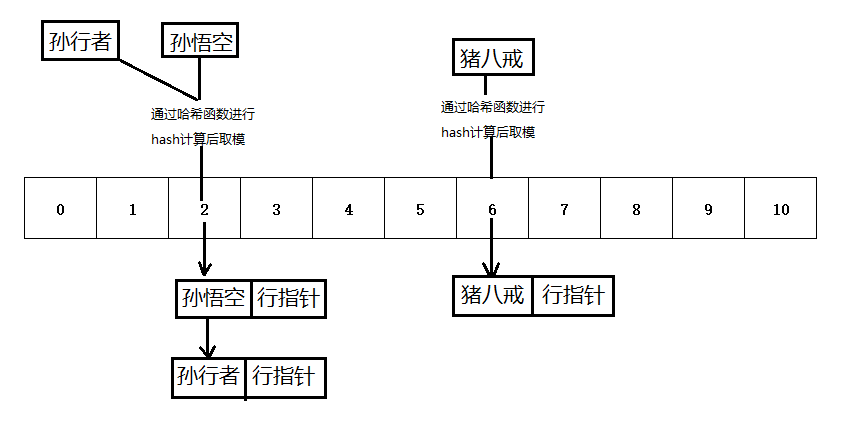 孙行者
孙悟空
猪八戒
通过哈希函数进行
hash计算后取模
通过哈希函数进行
hash计算后取模
0 1 2 3 4 5 6 7 8 9 10
孙悟空 行指针
猪八戒 行指针
孙行者 行指针